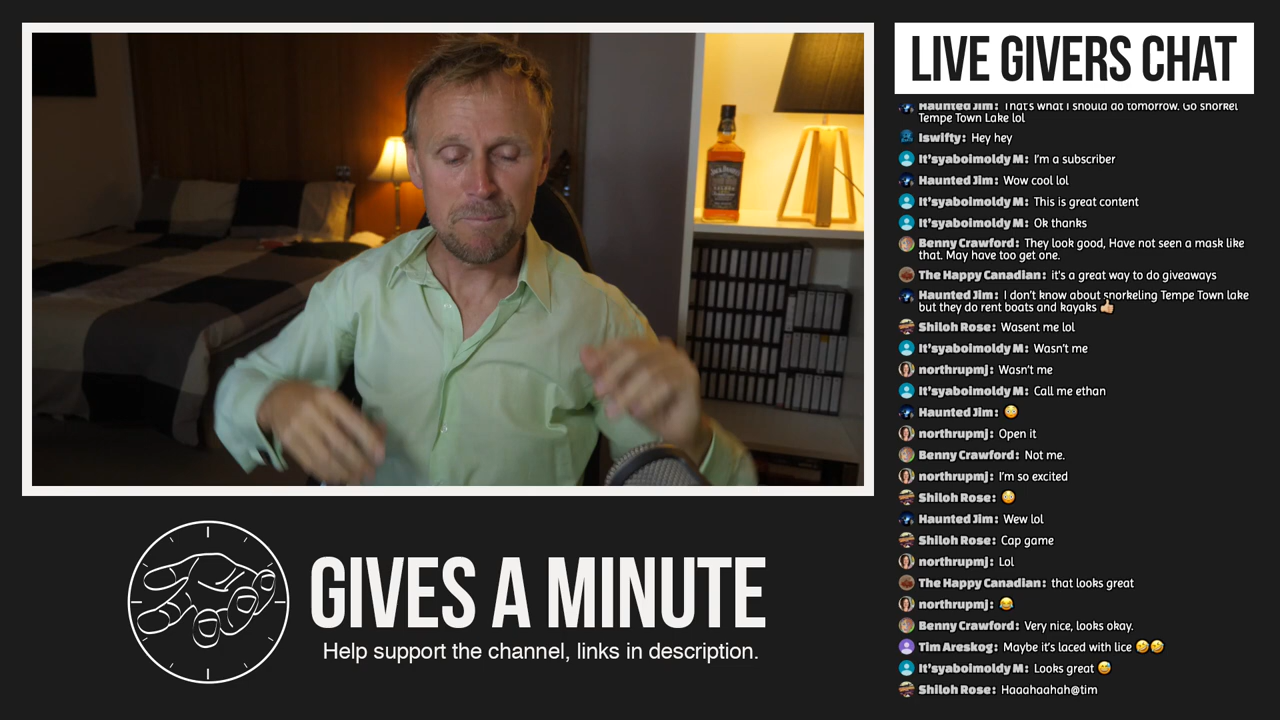 LIVE GIVERS CHAT
Haunted Jim: That's what I should do tomorrow. Go snorkel
Tempe Town Lake lol
Iswifty: Hey hey
It'syaboimoldy M: I'm a subscriber
Haunted Jim: Wow cool lol
It'syaboimoldy M: This is great content
It'syaboimoldy M: Ok thanks
Benny Crawford: They look good, Have not seen a mask like
that. May have too get one.
The Happy Canadian: it's a great way to do giveaways
Haunted Jim: I don't know about snorkeling Tempe Town lake
but they do rent boats and kayaks 👍🏼
Shiloh Rose: Wasent me lol
It'syaboimoldy M: Wasn't me
northrupmj: Wasn't me
It'syaboimoldy M: Call me ethan
Haunted Jim: 😳
northrupmj: Open it
Benny Crawford: Not me.
northrupmj: I'm so excited
Shiloh Rose: 😳
Haunted Jim: Wew lol
Shiloh Rose: Cap game
northrupmj: Lol
The Happy Canadian: that looks great
northrupmj: 😂
Benny Crawford: Very nice, looks okay.
Tim Areskog: Maybe it's laced with lice 🤣🤣
It'syaboimoldy M: Looks great 😅
Shiloh Rose: Haaahaahah@tim
JACK DANIEL'S
GIVES A MINUTE
Help support the channel, links in description.